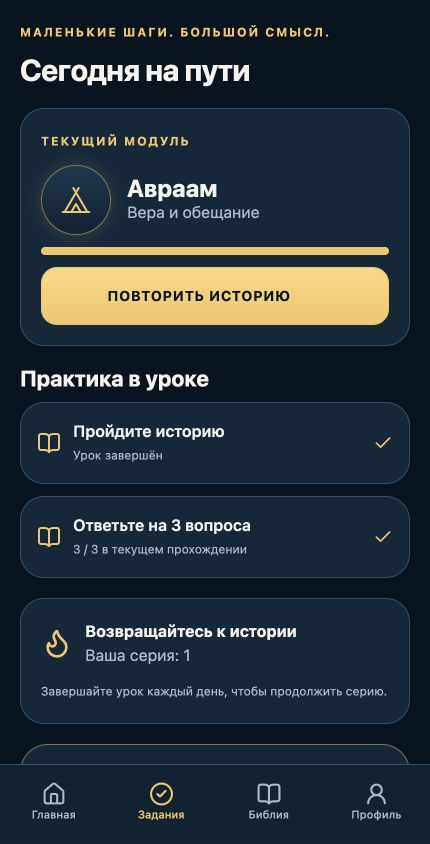 МАЛЕНЬКИЕ ШАГИ. БОЛЬШОЙ СМЫСЛ.
Сегодня на пути
ТЕКУЩИЙ МОДУЛЬ
Авраам
Вера и обещание
ПОВТОРИТЬ ИСТОРИЮ
Практика в уроке
Пройдите историю
Урок завершён
Ответьте на 3 вопроса
3 / 3 в текущем прохождении
Возвращайтесь к истории
Ваша серия: 1
Завершайте урок каждый день, чтобы продолжить серию.
Главная
Задания
Библия
Профиль